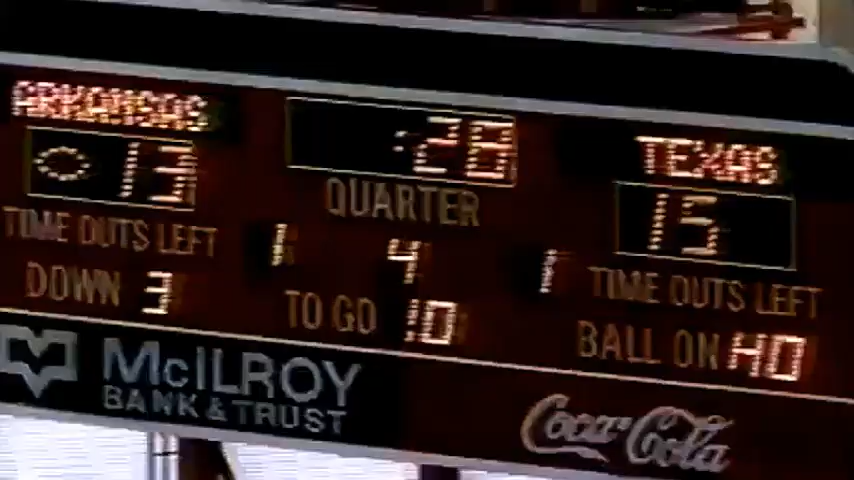 ARKANSAS :28 TEXAS
13 15
QUARTER
TIME OUTS LEFT 1 4 1 TIME OUTS LEFT
DOWN 3 TO GO 10 BALL ON 40
McILROY
BANK & TRUST
Coca-Cola